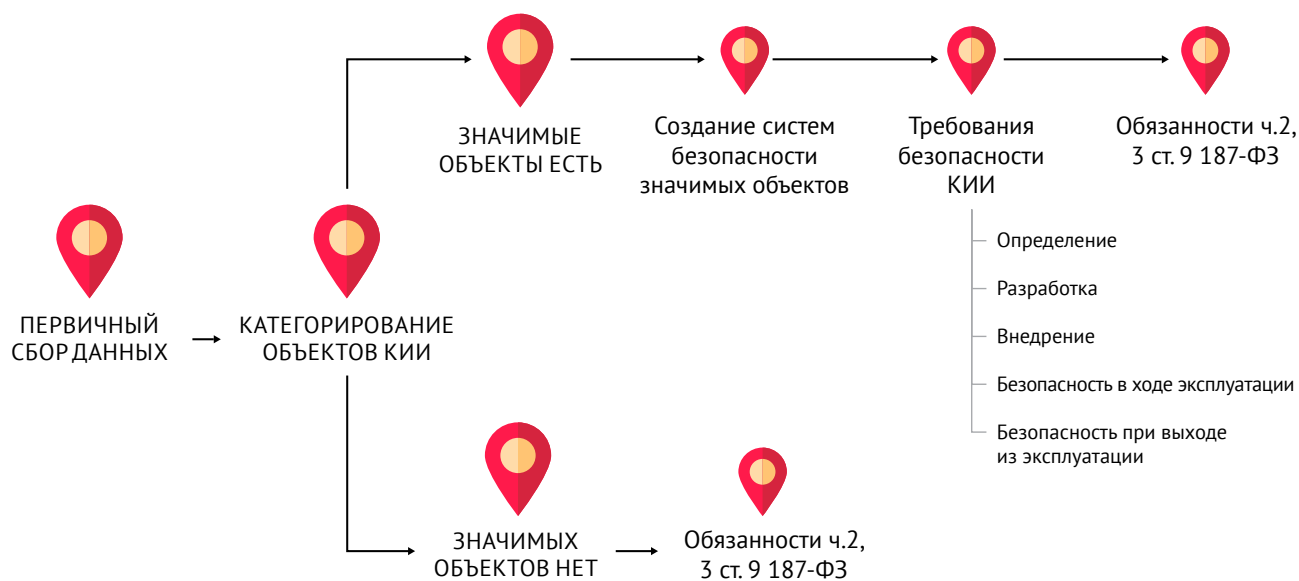 ПЕРВИЧНЫЙ
СБОР ДАННЫХ
КАТЕГОРИРОВАНИЕ
ОБЪЕКТОВ КИИ
ЗНАЧИМЫЕ
ОБЪЕКТЫ ЕСТЬ
Создание систем
безопасности
значимых объектов
Требования
безопасности
КИИ
Определение
Разработка
Внедрение
Безопасность в ходе эксплуатации
Безопасность при выходе
из эксплуатации
Обязанности ч.2,
3 ст. 9 187-ФЗ
ЗНАЧИМЫХ
ОБЪЕКТОВ НЕТ
Обязанности ч.2,
3 ст. 9 187-ФЗ